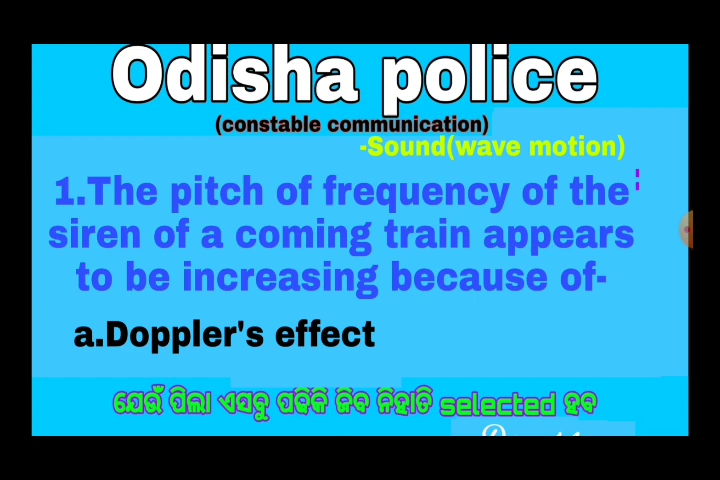 Odisha police
(constable communication)
-Sound(wave motion)
1.The pitch of frequency of the
siren of a coming train appears
to be increasing because of-
a.Doppler's effect
ଯେଉଁ ପିଲା ଏସବୁ ପଢିକି ଜିବ ନିହାତି selected ହବ